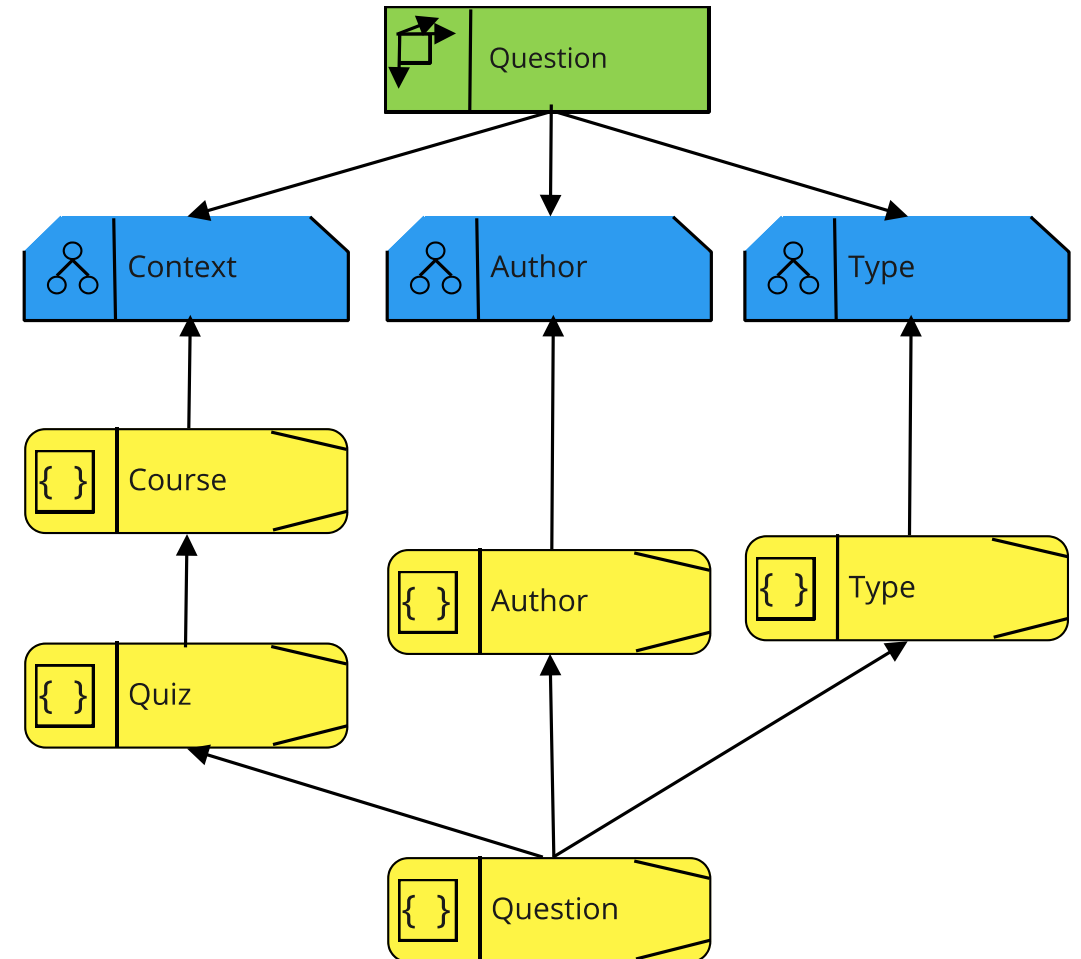 Question
Context
Author
Type
{ } Course
{ } Author
{ } Type
{ } Quiz
{ } Question